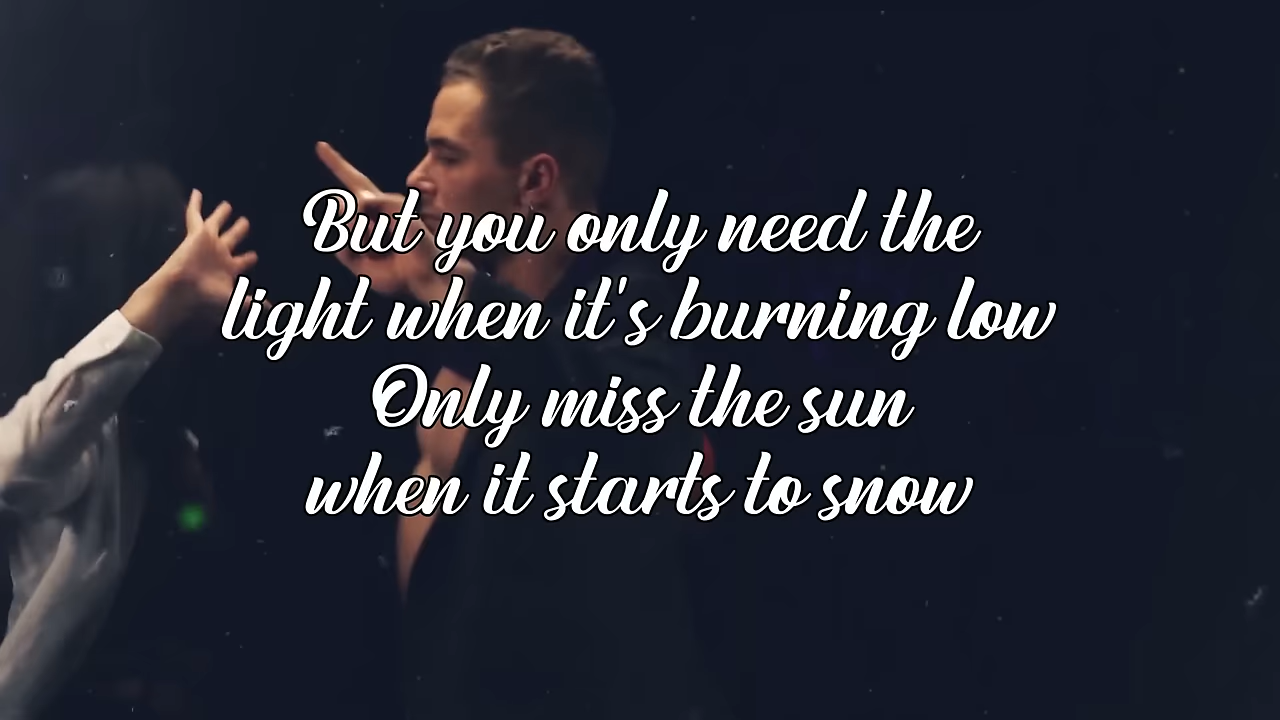 But you only need the
light when it's burning low
Only miss the sun
when it starts to snow